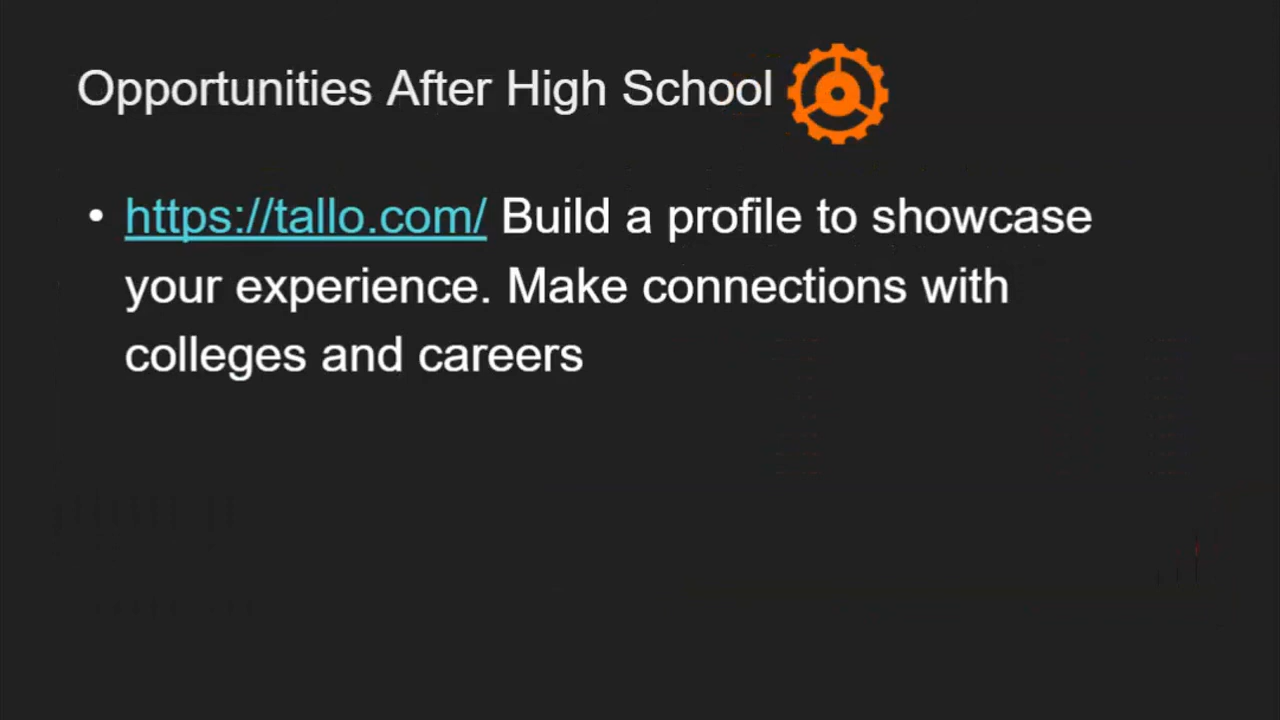 Opportunities After High School
• https://tallo.com/ Build a profile to showcase
your experience. Make connections with
colleges and careers